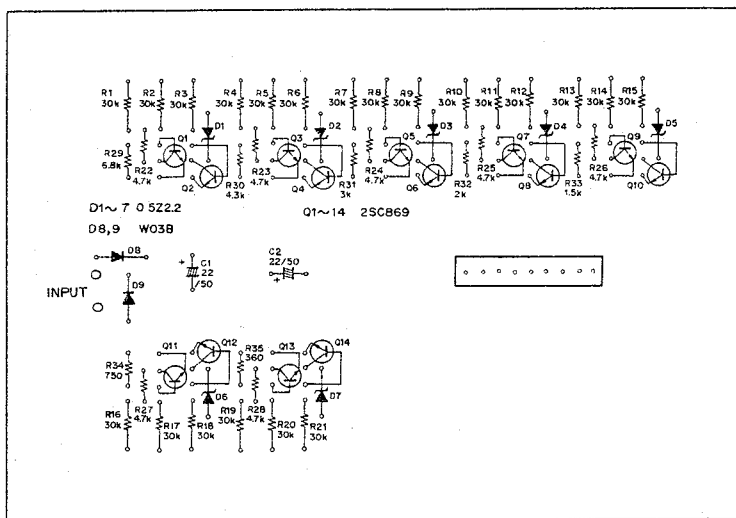 R1 30k
R2 30k
R3 30k
R4 30k
R5 30k
R6 30k
R7 30k
R8 30k
R9 30k
R10 30k
R11 30k
R12 30k
R13 30k
R14 30k
R15 30k
D1
D2
D3
D4
D5
Q1
Q3
Q5
Q7
Q9
R29 6.8k
R22 4.7k
Q2
R30 4.3k
R23 4.7k
Q4
R31 3k
R24 4.7k
Q6
R32 2k
R25 4.7k
Q8
R33 1.5k
R26 4.7k
Q10
D1~7 05Z2.2
Q1~14 2SC869
D8,9 W03B
D8
C1 22 /50
C2 22/50
+
+
INPUT
D9
Q11
Q12
Q13
Q14
R34 750
R35 360
D6
D7
R16 30k
R27 4.7k
R17 30k
R18 30k
R19 30k
R28 4.7k
R20 30k
R21 30k